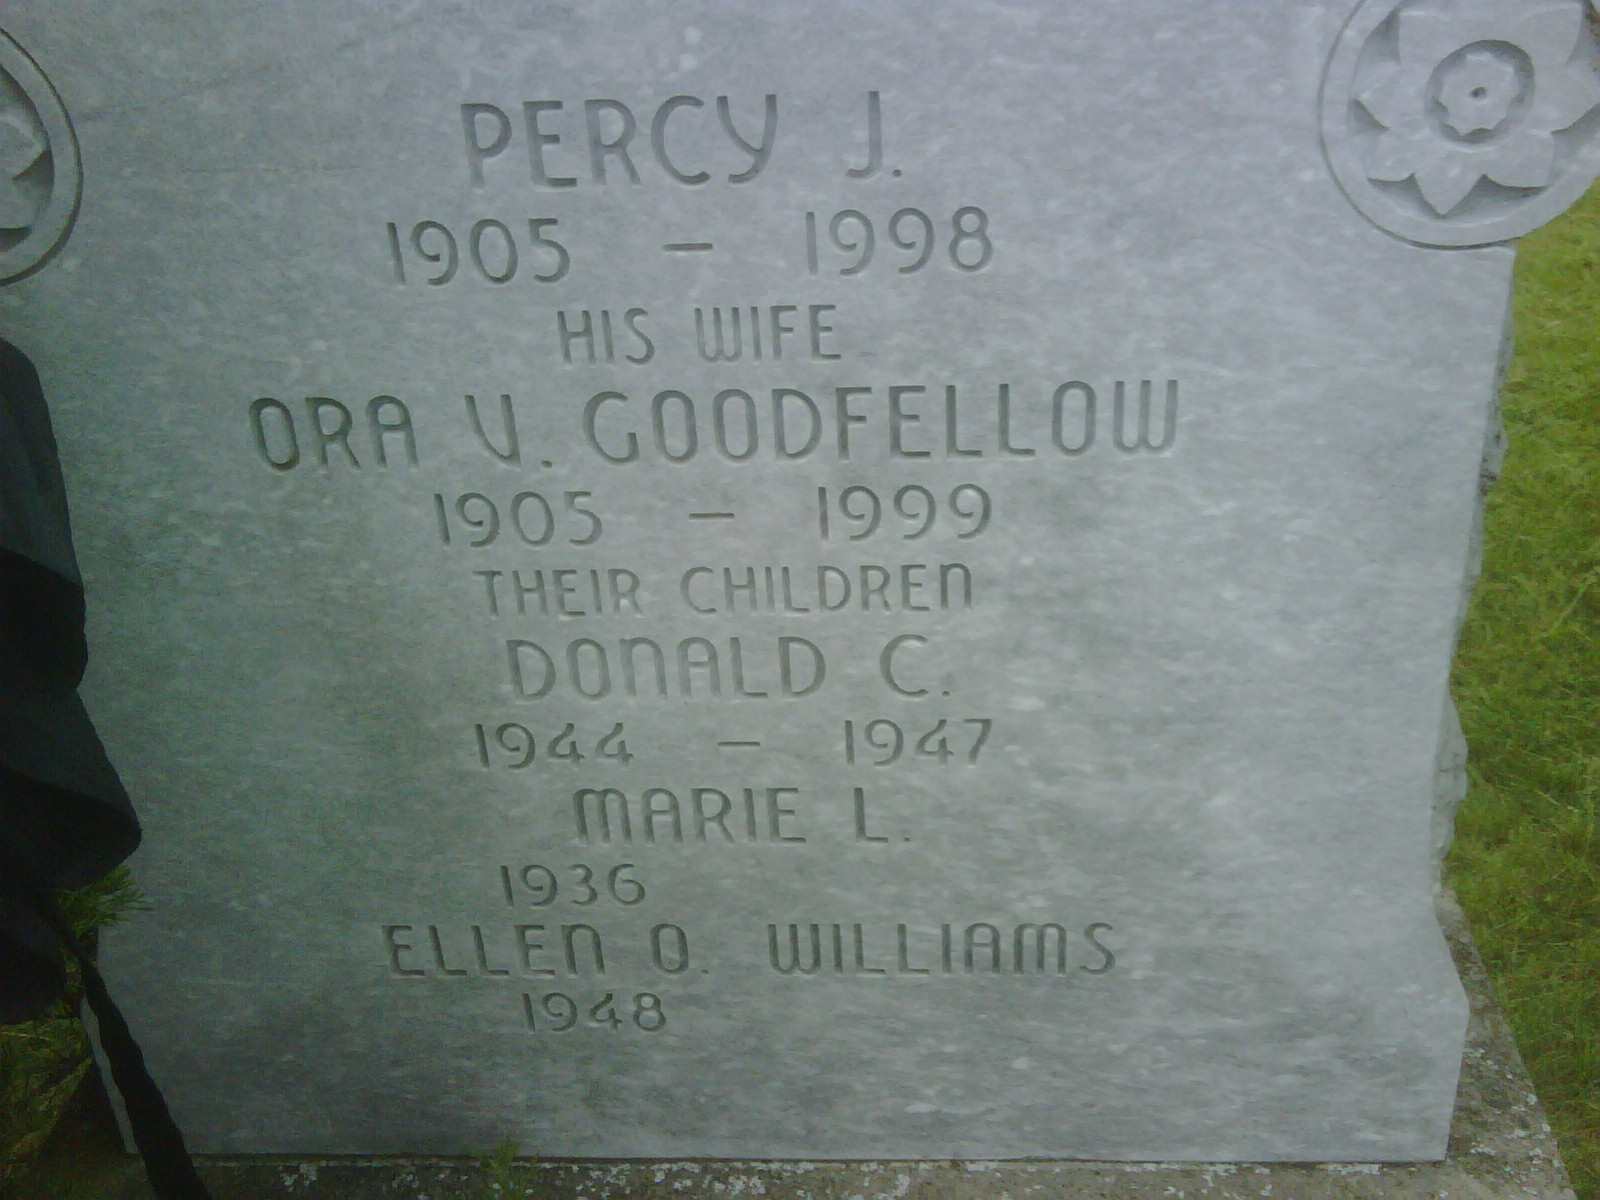 PERCY J.
1905 – 1998
HIS WIFE
ORA V. GOODFELLOW
1905 – 1999
THEIR CHILDREN
DONALD C.
1944 – 1947
MARIE L.
1936
ELLEN O. WILLIAMS
1948